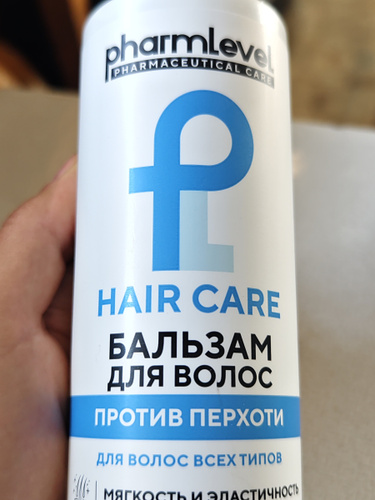 pharmlevel
PHARMACEUTICAL CARE
HAIR CARE
БАЛЬЗАМ
ДЛЯ ВОЛОС
ПРОТИВ ПЕРХОТИ
ДЛЯ ВОЛОС ВСЕХ ТИПОВ
МЯГКОСТЬ И ЭЛАСТИЧНОСТЬ